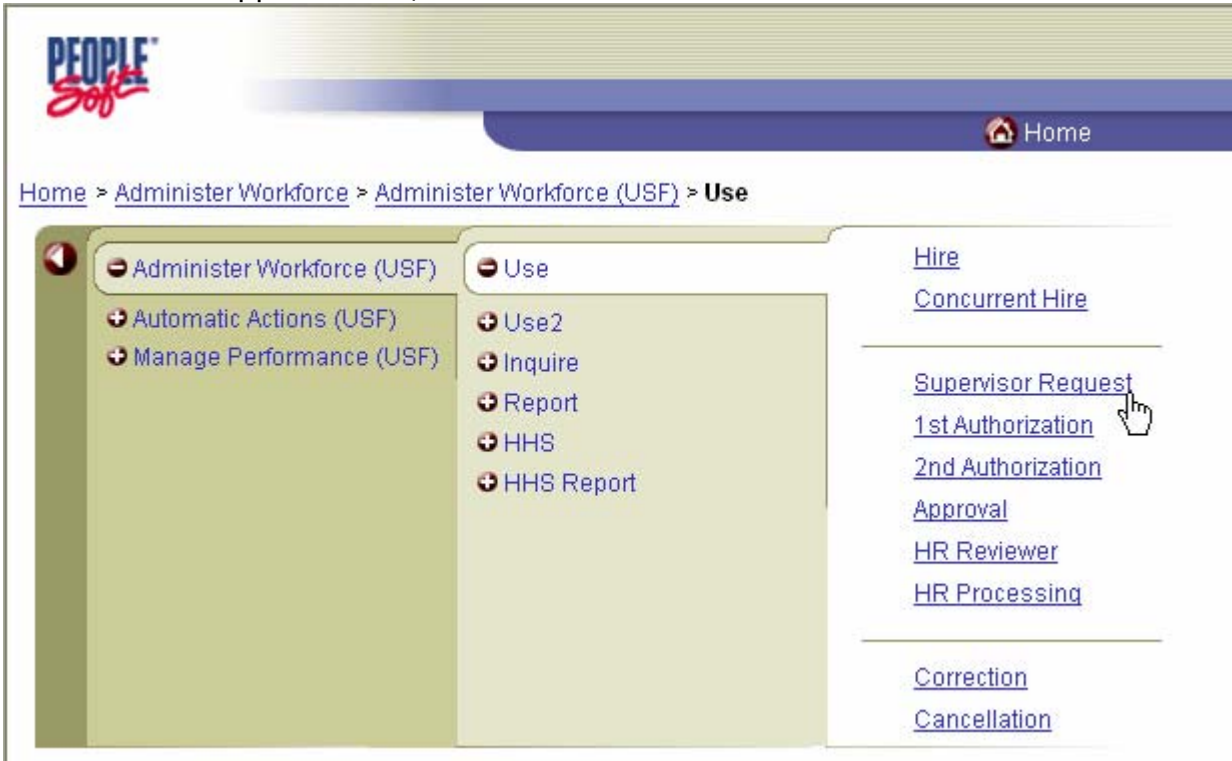 PEOPLE
Soft
Home
Home > Administer Workforce > Administer Workforce (USF) > Use
Administer Workforce (USF)
Automatic Actions (USF)
Manage Performance (USF)
Use
Use2
Inquire
Report
HHS
HHS Report
Hire
Concurrent Hire
Supervisor Request
1st Authorization
2nd Authorization
Approval
HR Reviewer
HR Processing
Correction
Cancellation